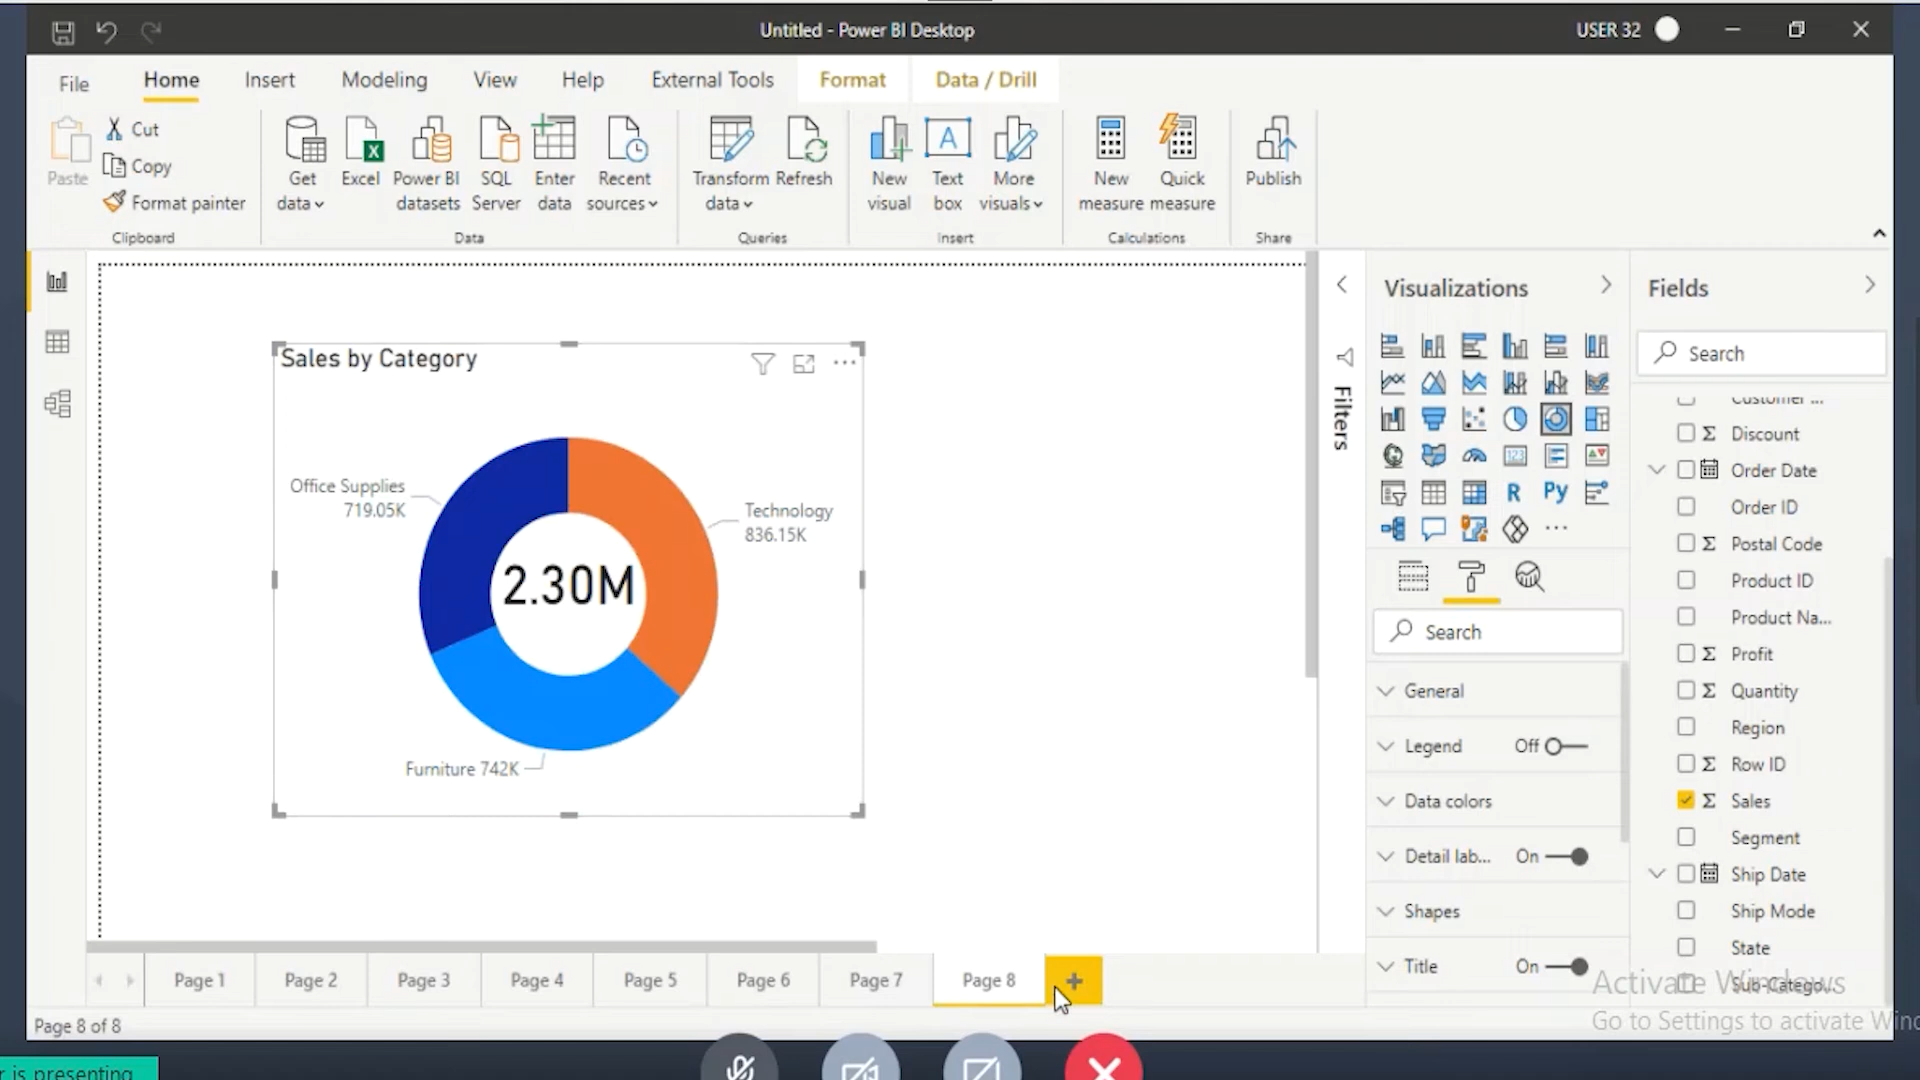 Untitled - Power BI Desktop
USER 32
File
Home
Insert
Modeling
View
Help
External Tools
Format
Data / Drill
Paste
Cut
Copy
Format painter
Clipboard
Get data
Excel
Power BI datasets
SQL Server
Enter data
Recent sources
Data
Transform data
Refresh
Queries
New visual
Text box
More visuals
Insert
New measure
Quick measure
Calculations
Publish
Share
Sales by Category
Office Supplies
719.05K
Technology
836.15K
2.30M
Furniture 742K
Filters
Visualizations
123
R
Py
Search
General
Legend Off
Data colors
Detail lab... On
Shapes
Title On
Fields
Search
Customer ...
Σ Discount
Order Date
Order ID
Σ Postal Code
Product ID
Product Na...
Σ Profit
Σ Quantity
Region
Σ Row ID
Σ Sales
Segment
Ship Date
Ship Mode
State
Sub-Catego...
Activate Windows
Go to Settings to activate Win
Page 1
Page 2
Page 3
Page 4
Page 5
Page 6
Page 7
Page 8
Page 8 of 8
r is presenting